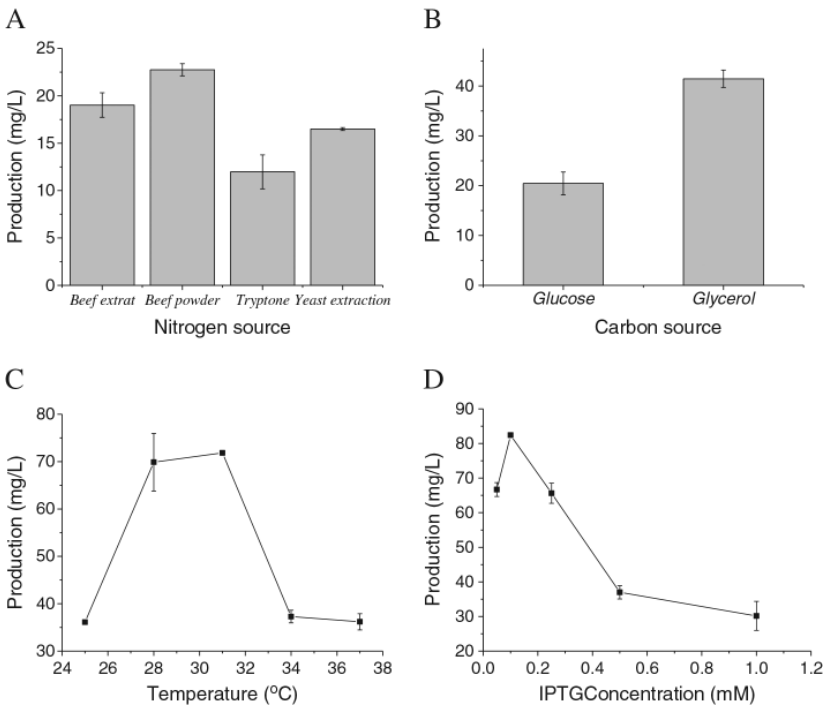 A
Production (mg/L)
25
20
15
10
5
0
Beef extrat Beef powder Tryptone Yeast extraction
Nitrogen source
B
Production (mg/L)
40
30
20
10
0
Glucose Glycerol
Carbon source
C
Production (mg/L)
80
70
60
50
40
30
24 26 28 30 32 34 36 38
Temperature (⁰C)
D
Production (mg/L)
90
80
70
60
50
40
30
20
0.0 0.2 0.4 0.6 0.8 1.0 1.2
IPTGConcentration (mM)